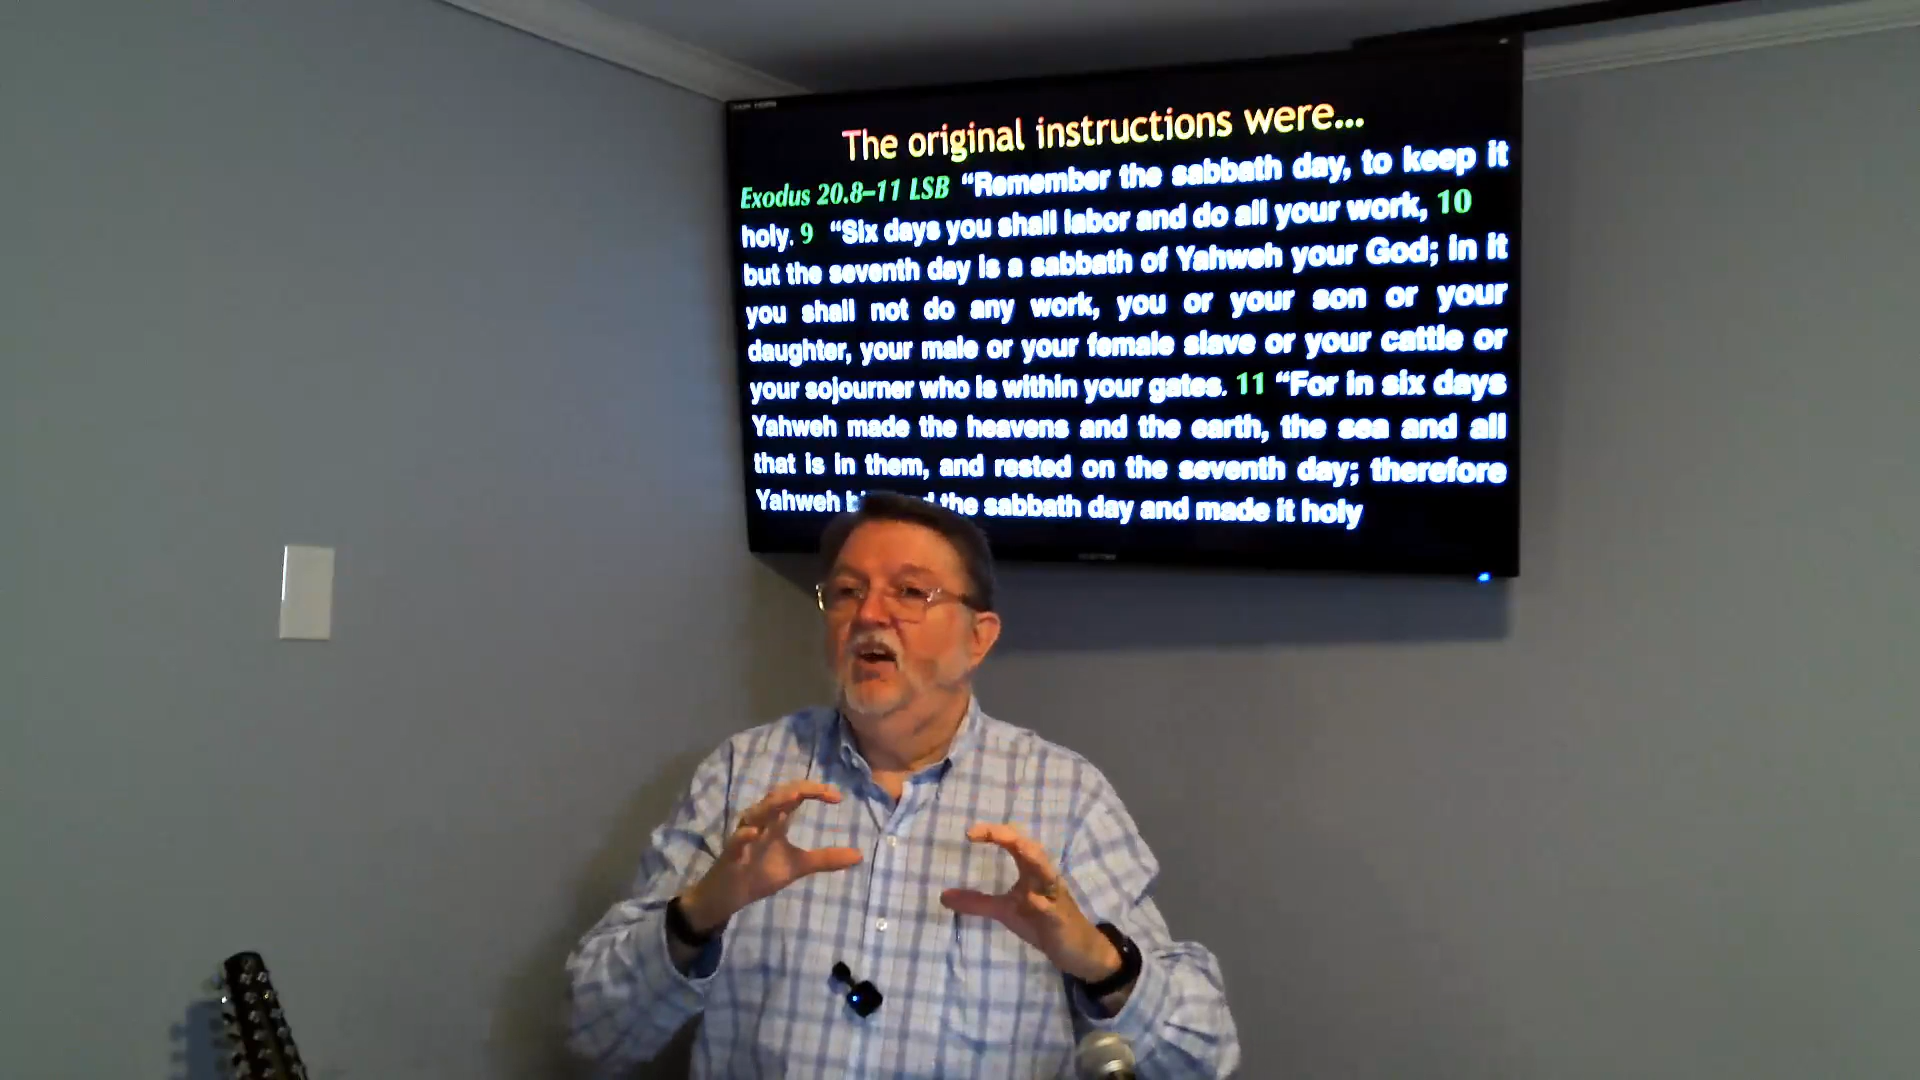 The original instructions were...
Exodus 20.8–11 LSB “Remember the sabbath day, to keep it
holy. 9 “Six days you shall labor and do all your work, 10
but the seventh day is a sabbath of Yahweh your God; in it
you shall not do any work, you or your son or your
daughter, your male or your female slave or your cattle or
your sojourner who is within your gates. 11 “For in six days
Yahweh made the heavens and the earth, the sea and all
that is in them, and rested on the seventh day; therefore
Yahweh the sabbath day and made it holy